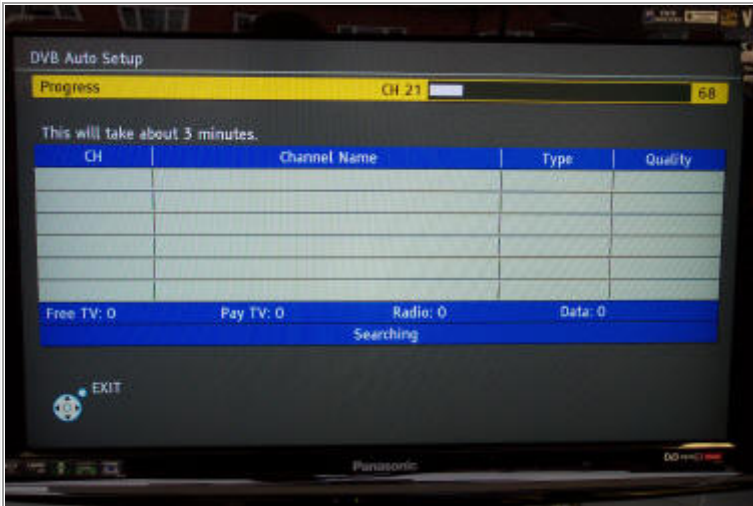 DVB Auto Setup
Progress CH 21 68
This will take about 3 minutes.
CH Channel Name Type Quality
Free TV: 0 Pay TV: 0 Radio: 0 Data: 0
Searching
EXIT
Panasonic